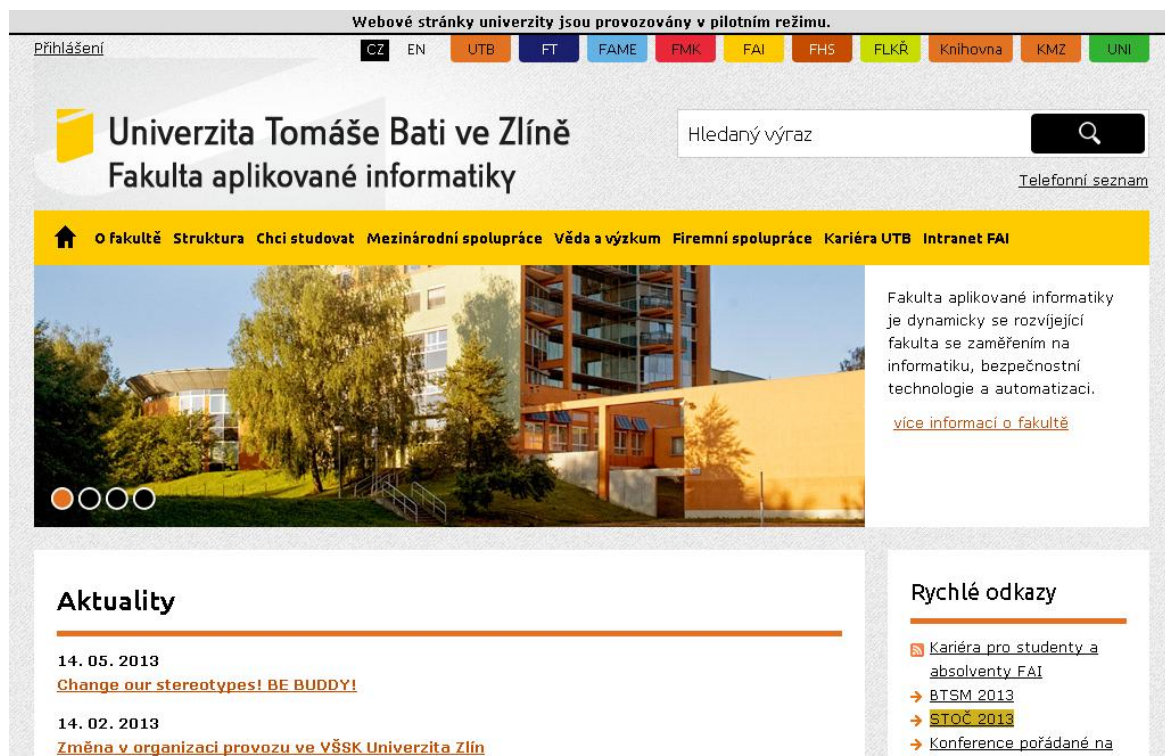 Webové stránky univerzity jsou provozovány v pilotním režimu.
Přihlášení CZ EN UTB FT FAME FMK FAI FHS FLKŘ Knihovna KMZ UNI
Univerzita Tomáše Bati ve Zlíně
Fakulta aplikované informatiky
Hledaný výraz
Telefonní seznam
O fakultě Struktura Chci studovat Mezinárodní spolupráce Věda a výzkum Firemní spolupráce Kariéra UTB Intranet FAI
Fakulta aplikované informatiky
je dynamicky se rozvíjející
fakulta se zaměřením na
informatiku, bezpečnostní
technologie a automatizaci.
více informací o fakultě
Aktuality
14. 05. 2013
Change our stereotypes! BE BUDDY!
14. 02. 2013
Změna v organizaci provozu ve VŠSK Univerzita Zlín
Rychlé odkazy
Kariéra pro studenty a
absolventy FAI
BTSM 2013
STOČ 2013
Konference pořádané na